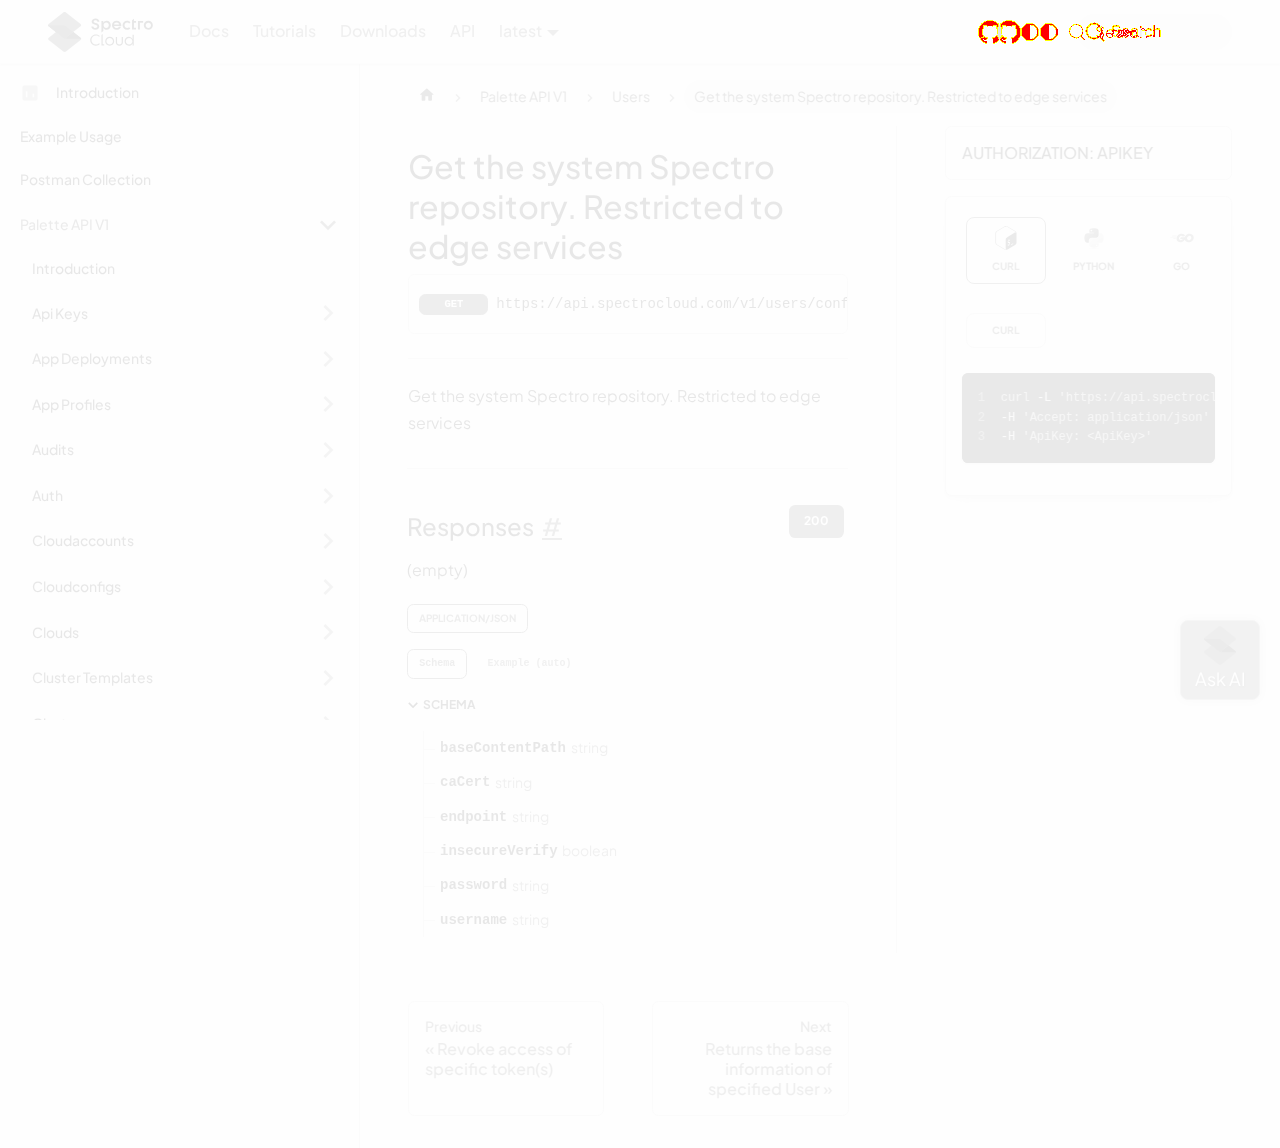 Spectro
Cloud
Docs
Tutorials
Downloads
API
latest
Introduction
Palette API V1
Users
Get the system Spectro repository. Restricted to edge services
Example Usage
Postman Collection
Palette API V1
Introduction
Api Keys
App Deployments
App Profiles
Audits
Auth
Cloudaccounts
Cloudconfigs
Clouds
Cluster Templates
Get the system Spectro
repository. Restricted to
edge services
GET https://api.spectrocloud.com/v1/users/conf
Get the system Spectro repository. Restricted to edge
services
Responses #
200
(empty)
APPLICATION/JSON
Schema
Example (auto)
SCHEMA
baseContentPath string
caCert string
endpoint string
insecureVerify boolean
password string
username string
Previous
« Revoke access of
specific token(s)
Next
Returns the base
information of
specified User »
AUTHORIZATION: APIKEY
CURL
PYTHON
GO
CURL
1 curl -L 'https://api.spectrocl
2 -H 'Accept: application/json'
3 -H 'ApiKey: <ApiKey>'
Ask AI